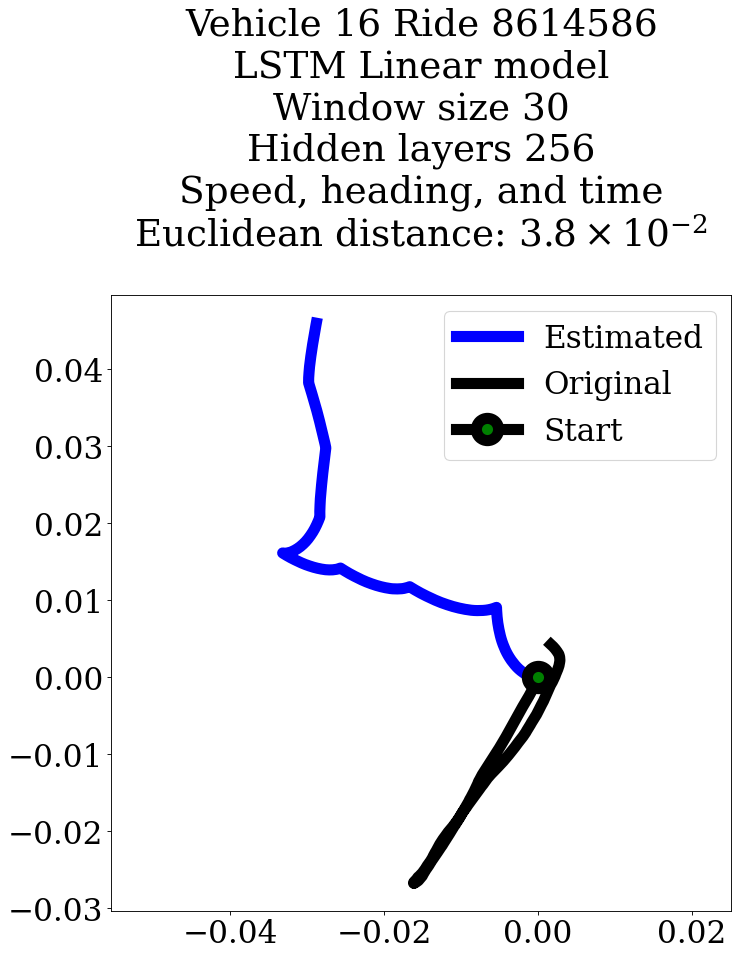 Vehicle 16 Ride 8614586
LSTM Linear model
Window size 30
Hidden layers 256
Speed, heading, and time
Euclidean distance: 3.8 × 10⁻²
Estimated
Original
Start
0.04
0.03
0.02
0.01
0.00
−0.01
−0.02
−0.03
−0.04
−0.02
0.00
0.02